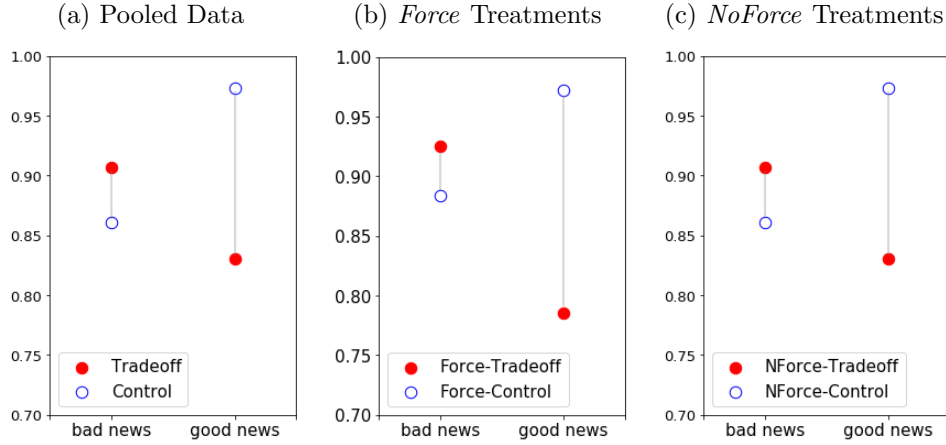 (a) Pooled Data
1.00
0.95
0.90
0.85
0.80
0.75
0.70
Tradeoff
Control
bad news
good news
(b) Force Treatments
1.00
0.95
0.90
0.85
0.80
0.75
0.70
Force-Tradeoff
Force-Control
bad news
good news
(c) NoForce Treatments
1.00
0.95
0.90
0.85
0.80
0.75
0.70
NForce-Tradeoff
NForce-Control
bad news
good news